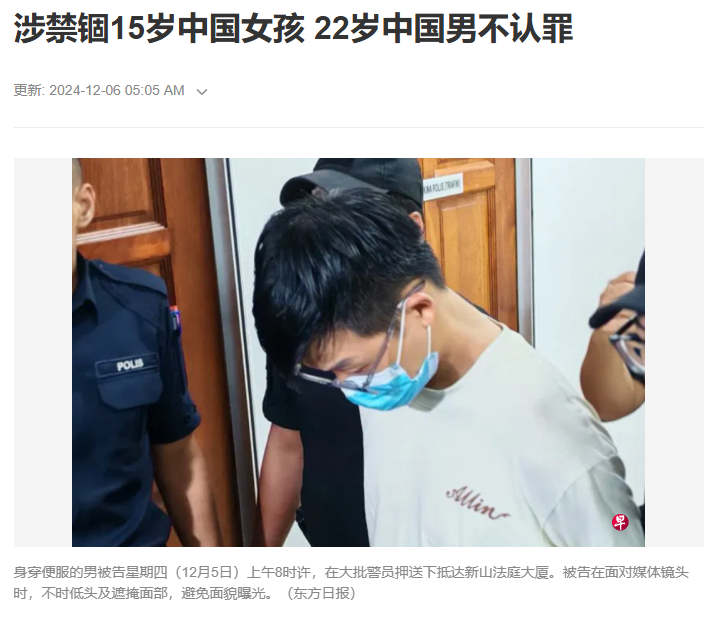 涉禁锢15岁中国女孩 22岁中国男不认罪
更新: 2024-12-06 05:05 AM
KWA POLIS (TRAFIK)
POLIS
Allin
早
身穿便服的男被告星期四（12月5日）上午8时许，在大批警员押送下抵达新山法庭大厦。被告在面对媒体镜头
时，不时低头及遮掩面部，避免面貌曝光。（东方日报）